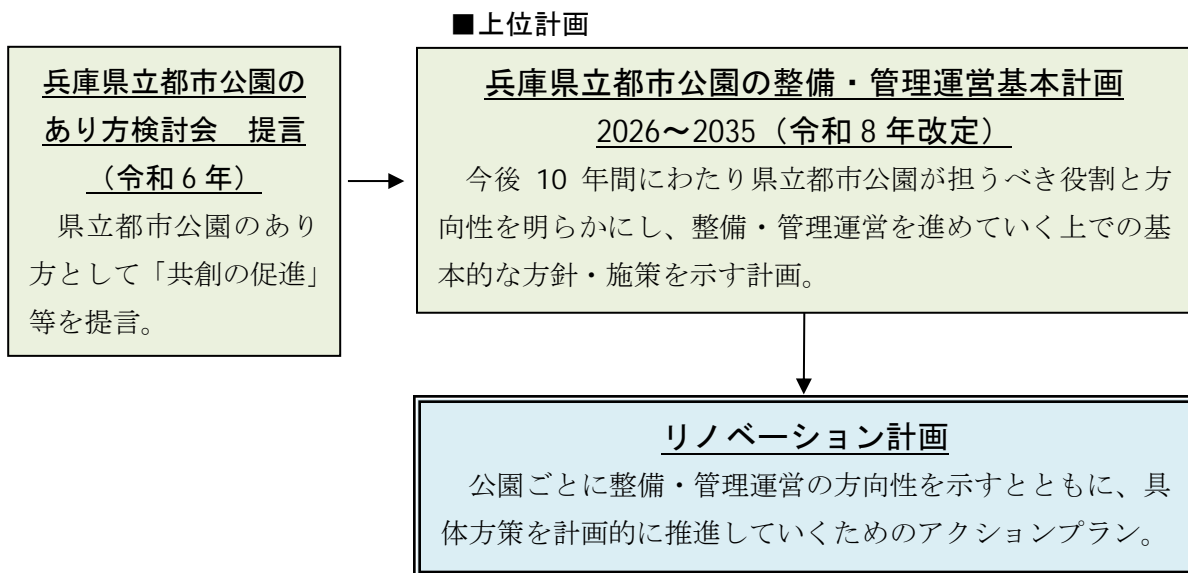 ■上位計画
兵庫県立都市公園の
あり方検討会 提言
(令和6年)
県立都市公園のあり
方として「共創の促進」
等を提言。
兵庫県立都市公園の整備・管理運営基本計画
2026~2035(令和8年改定)
今後 10 年間にわたり県立都市公園が担うべき役割と方
向性を明らかにし、整備・管理運営を進めていく上での基
本的な方針・施策を示す計画。
リノベーション計画
公園ごとに整備・管理運営の方向性を示すとともに、具
体方策を計画的に推進していくためのアクションプラン。